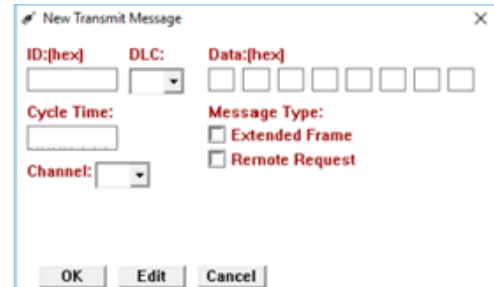 New Transmit Message
ID:[hex] DLC: Data:[hex]
Cycle Time: Message Type:
Extended Frame
Remote Request
Channel:
OK Edit Cancel